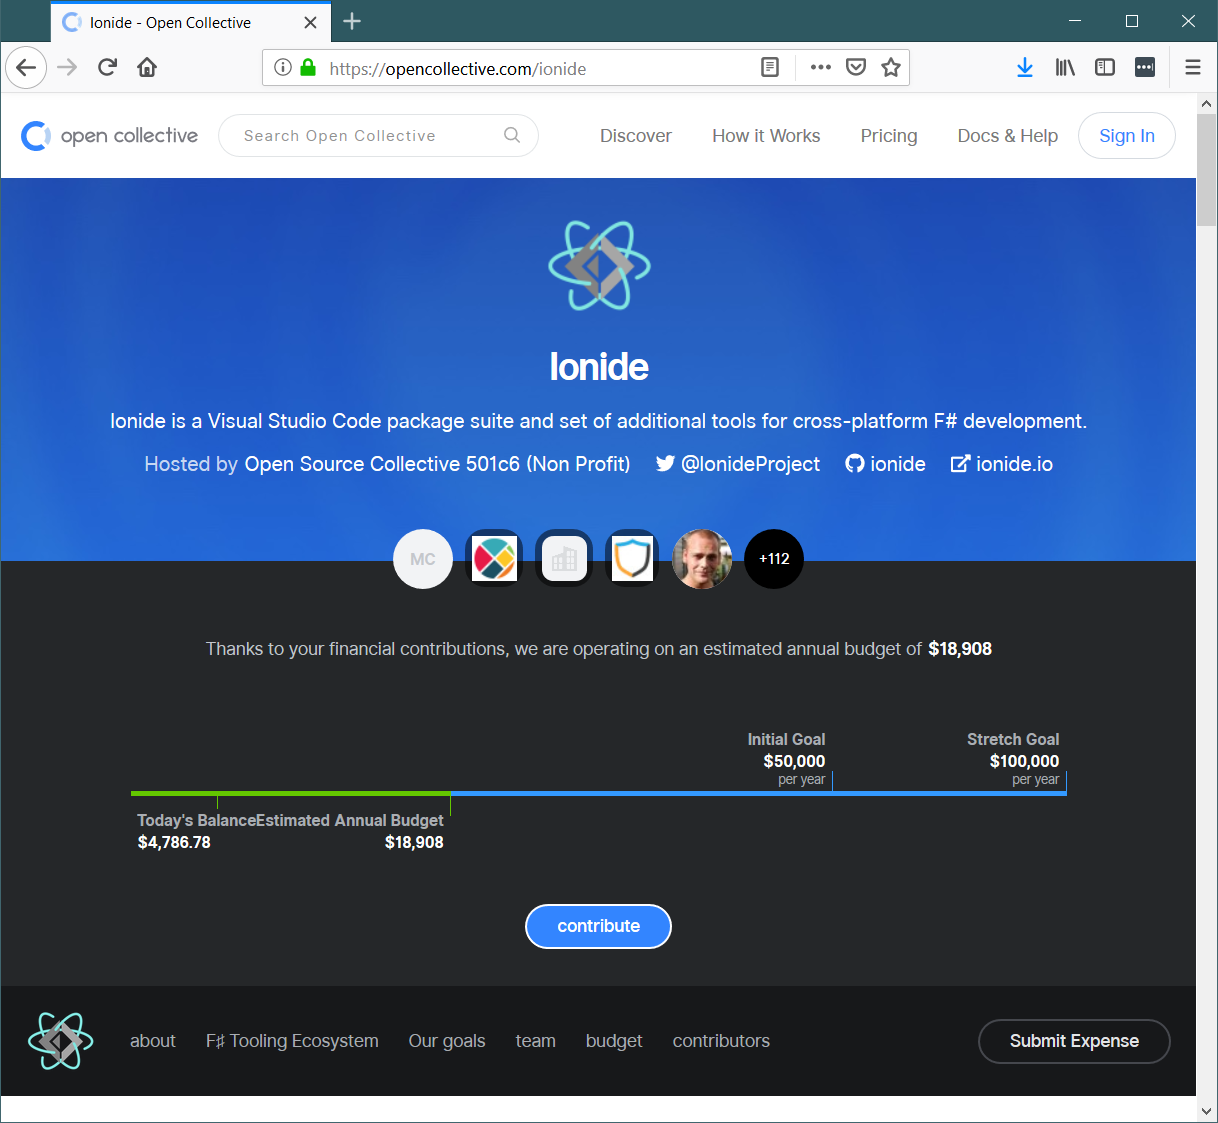 Ionide - Open Collective
https://opencollective.com/ionide
open collective
Search Open Collective
Discover
How it Works
Pricing
Docs & Help
Sign In
Ionide
Ionide is a Visual Studio Code package suite and set of additional tools for cross-platform F# development.
Hosted by Open Source Collective 501c6 (Non Profit) @IonideProject ionide ionide.io
MC
+112
Thanks to your financial contributions, we are operating on an estimated annual budget of $18,908
Initial Goal
$50,000
per year
Stretch Goal
$100,000
per year
Today's Balance
$4,786.78
Estimated Annual Budget
$18,908
contribute
about
F♯ Tooling Ecosystem
Our goals
team
budget
contributors
Submit Expense